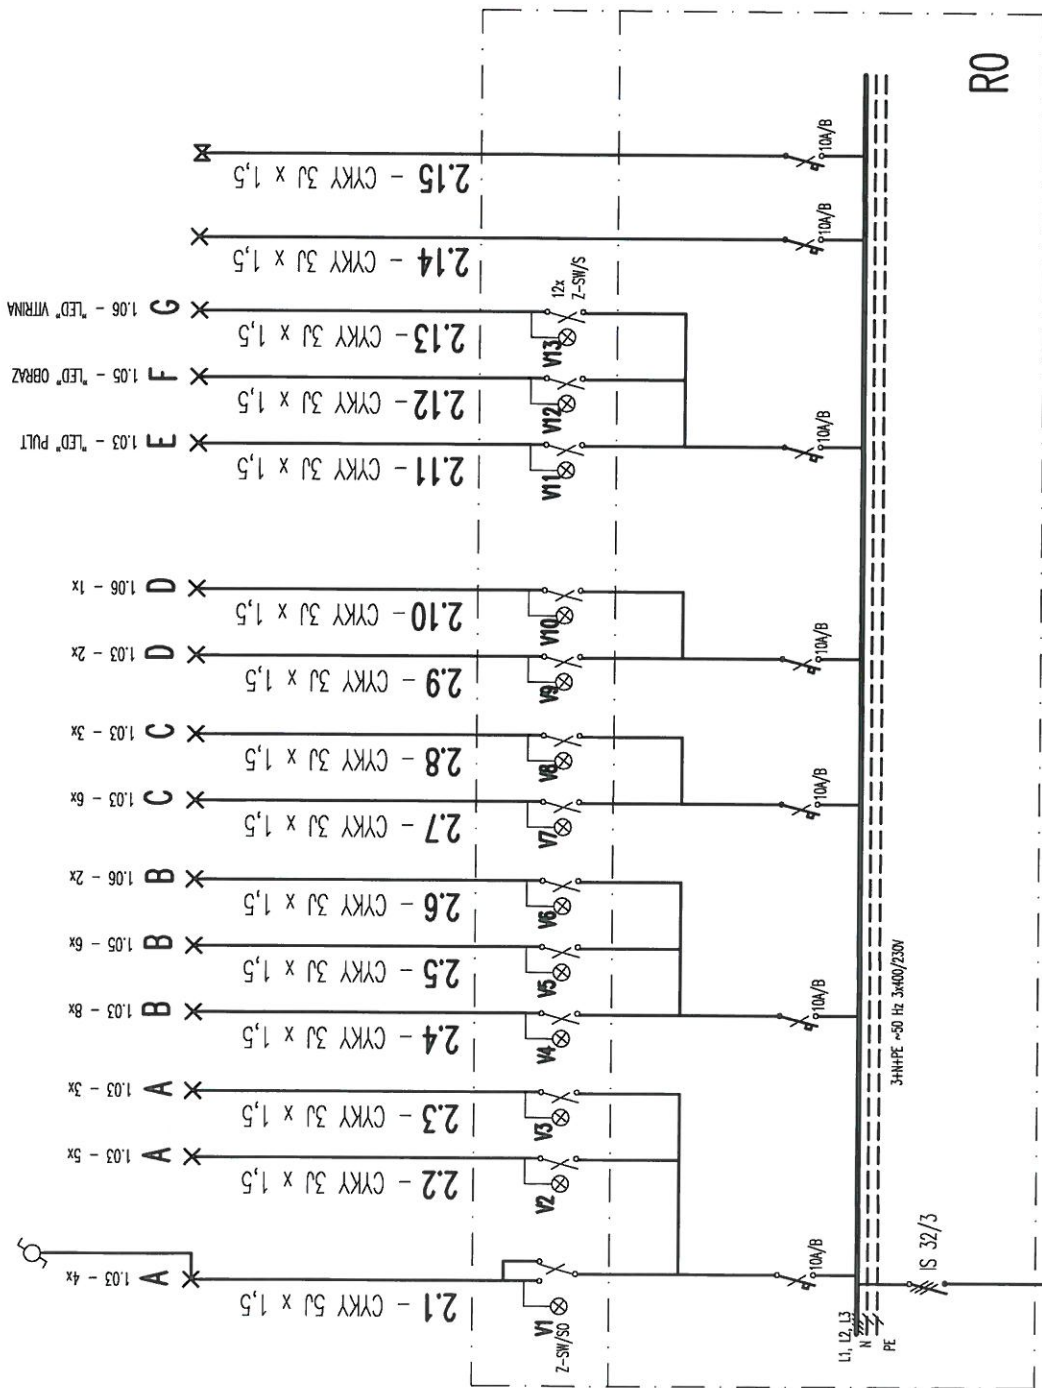 RO
2.15 - CYKY 3J x 1,5
10A/B
2.14 - CYKY 3J x 1,5
10A/B
1.06 - "LED" VITRINA
G
2.13 - CYKY 3J x 1,5
V13
12x
Z-SW/S
1.05 - "LED" OBRAZ
F
2.12 - CYKY 3J x 1,5
V12
1.03 - "LED" PULT
E
2.11 - CYKY 3J x 1,5
V11
10A/B
1.06 - 1x
D
2.10 - CYKY 3J x 1,5
V10
1.03 - 2x
D
2.9 - CYKY 3J x 1,5
V9
10A/B
1.03 - 3x
C
2.8 - CYKY 3J x 1,5
V8
1.03 - 6x
C
2.7 - CYKY 3J x 1,5
V7
10A/B
1.06 - 2x
B
2.6 - CYKY 3J x 1,5
V6
1.05 - 6x
B
2.5 - CYKY 3J x 1,5
V5
1.03 - 8x
B
2.4 - CYKY 3J x 1,5
V4
10A/B
3+N+PE ~50 Hz 3x400/230V
1.03 - 3x
A
2.3 - CYKY 3J x 1,5
V3
1.03 - 5x
A
2.2 - CYKY 3J x 1,5
V2
1.03 - 4x
A
2.1 - CYKY 5J x 1,5
V1
Z-SW/SO
10A/B
IS 32/3
L1, L2, L3
N
PE